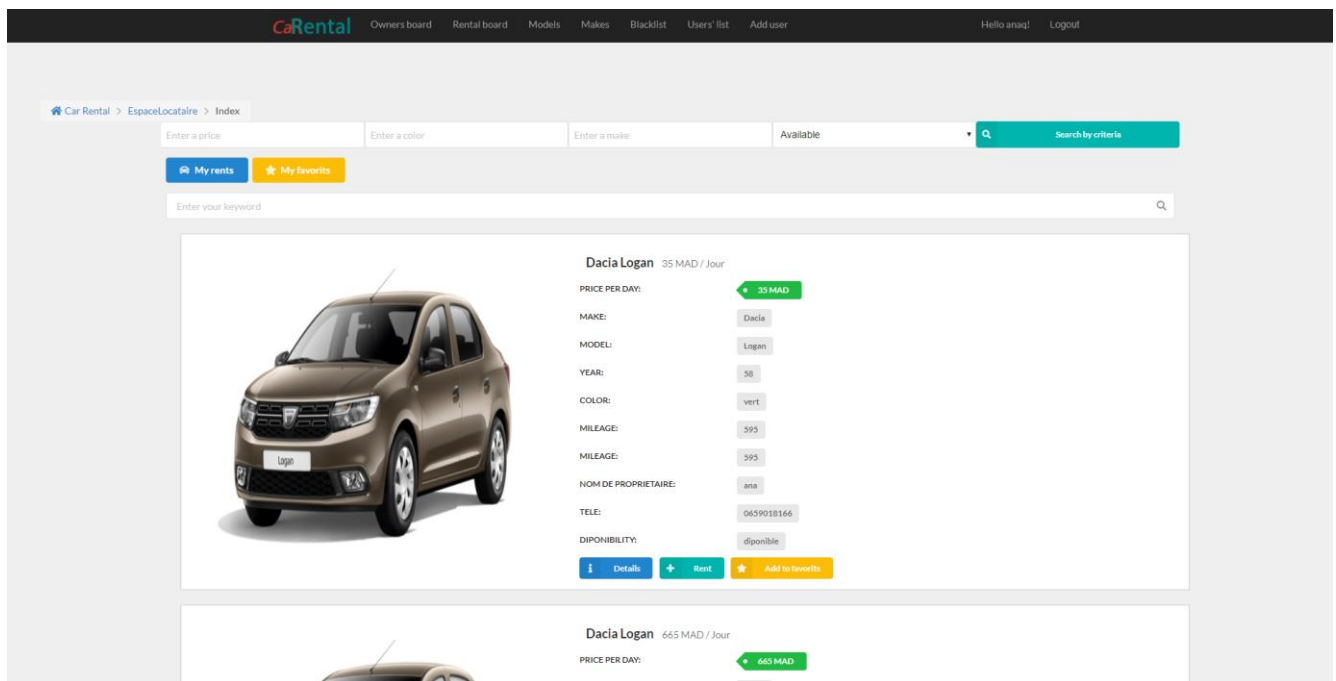 CaRental Owners board Rental board Models Makes Blacklist Users' list Add user Hello anaq! Logout
Car Rental > EspaceLocataire > Index
Enter a price Enter a color Enter a make Available Search by criteria
My rents My favorits
Enter your keyword
Dacia Logan 35 MAD / Jour
PRICE PER DAY: 35 MAD
MAKE: Dacia
MODEL: Logan
YEAR: 58
COLOR: vert
MILEAGE: 595
MILEAGE: 595
NOM DE PROPRIETAIRE: ana
TELE: 0659018166
DIPONIBILITY: diponible
Details Rent Add to favorits
Logan
Dacia Logan 665 MAD / Jour
PRICE PER DAY: 665 MAD